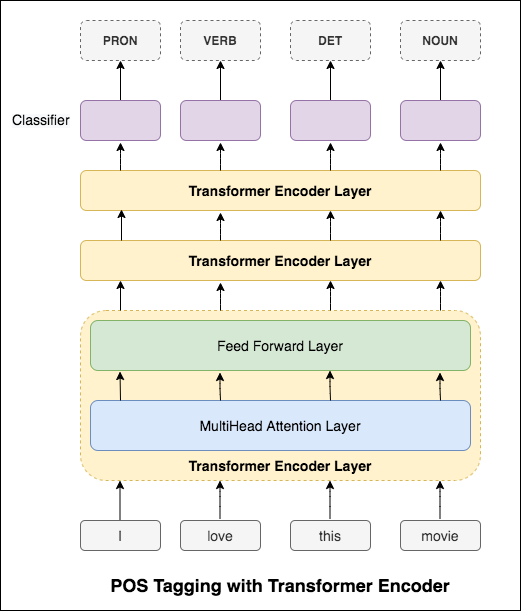 PRON VERB DET NOUN
Classifier
Transformer Encoder Layer
Transformer Encoder Layer
Feed Forward Layer
MultiHead Attention Layer
Transformer Encoder Layer
I love this movie
POS Tagging with Transformer Encoder